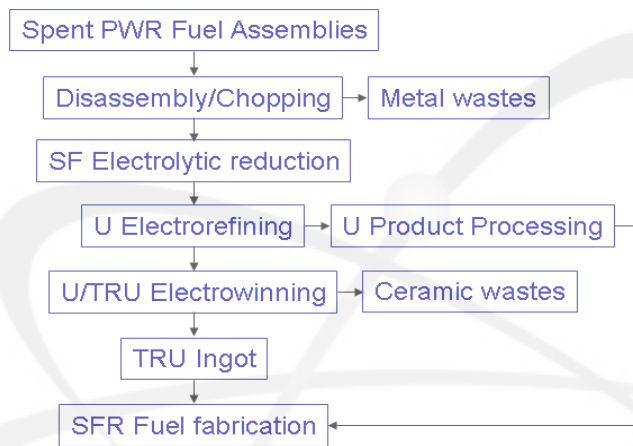 Spent PWR Fuel Assemblies
Disassembly/Chopping
Metal wastes
SF Electrolytic reduction
U Electrorefining
U Product Processing
U/TRU Electrowinning
Ceramic wastes
TRU Ingot
SFR Fuel fabrication